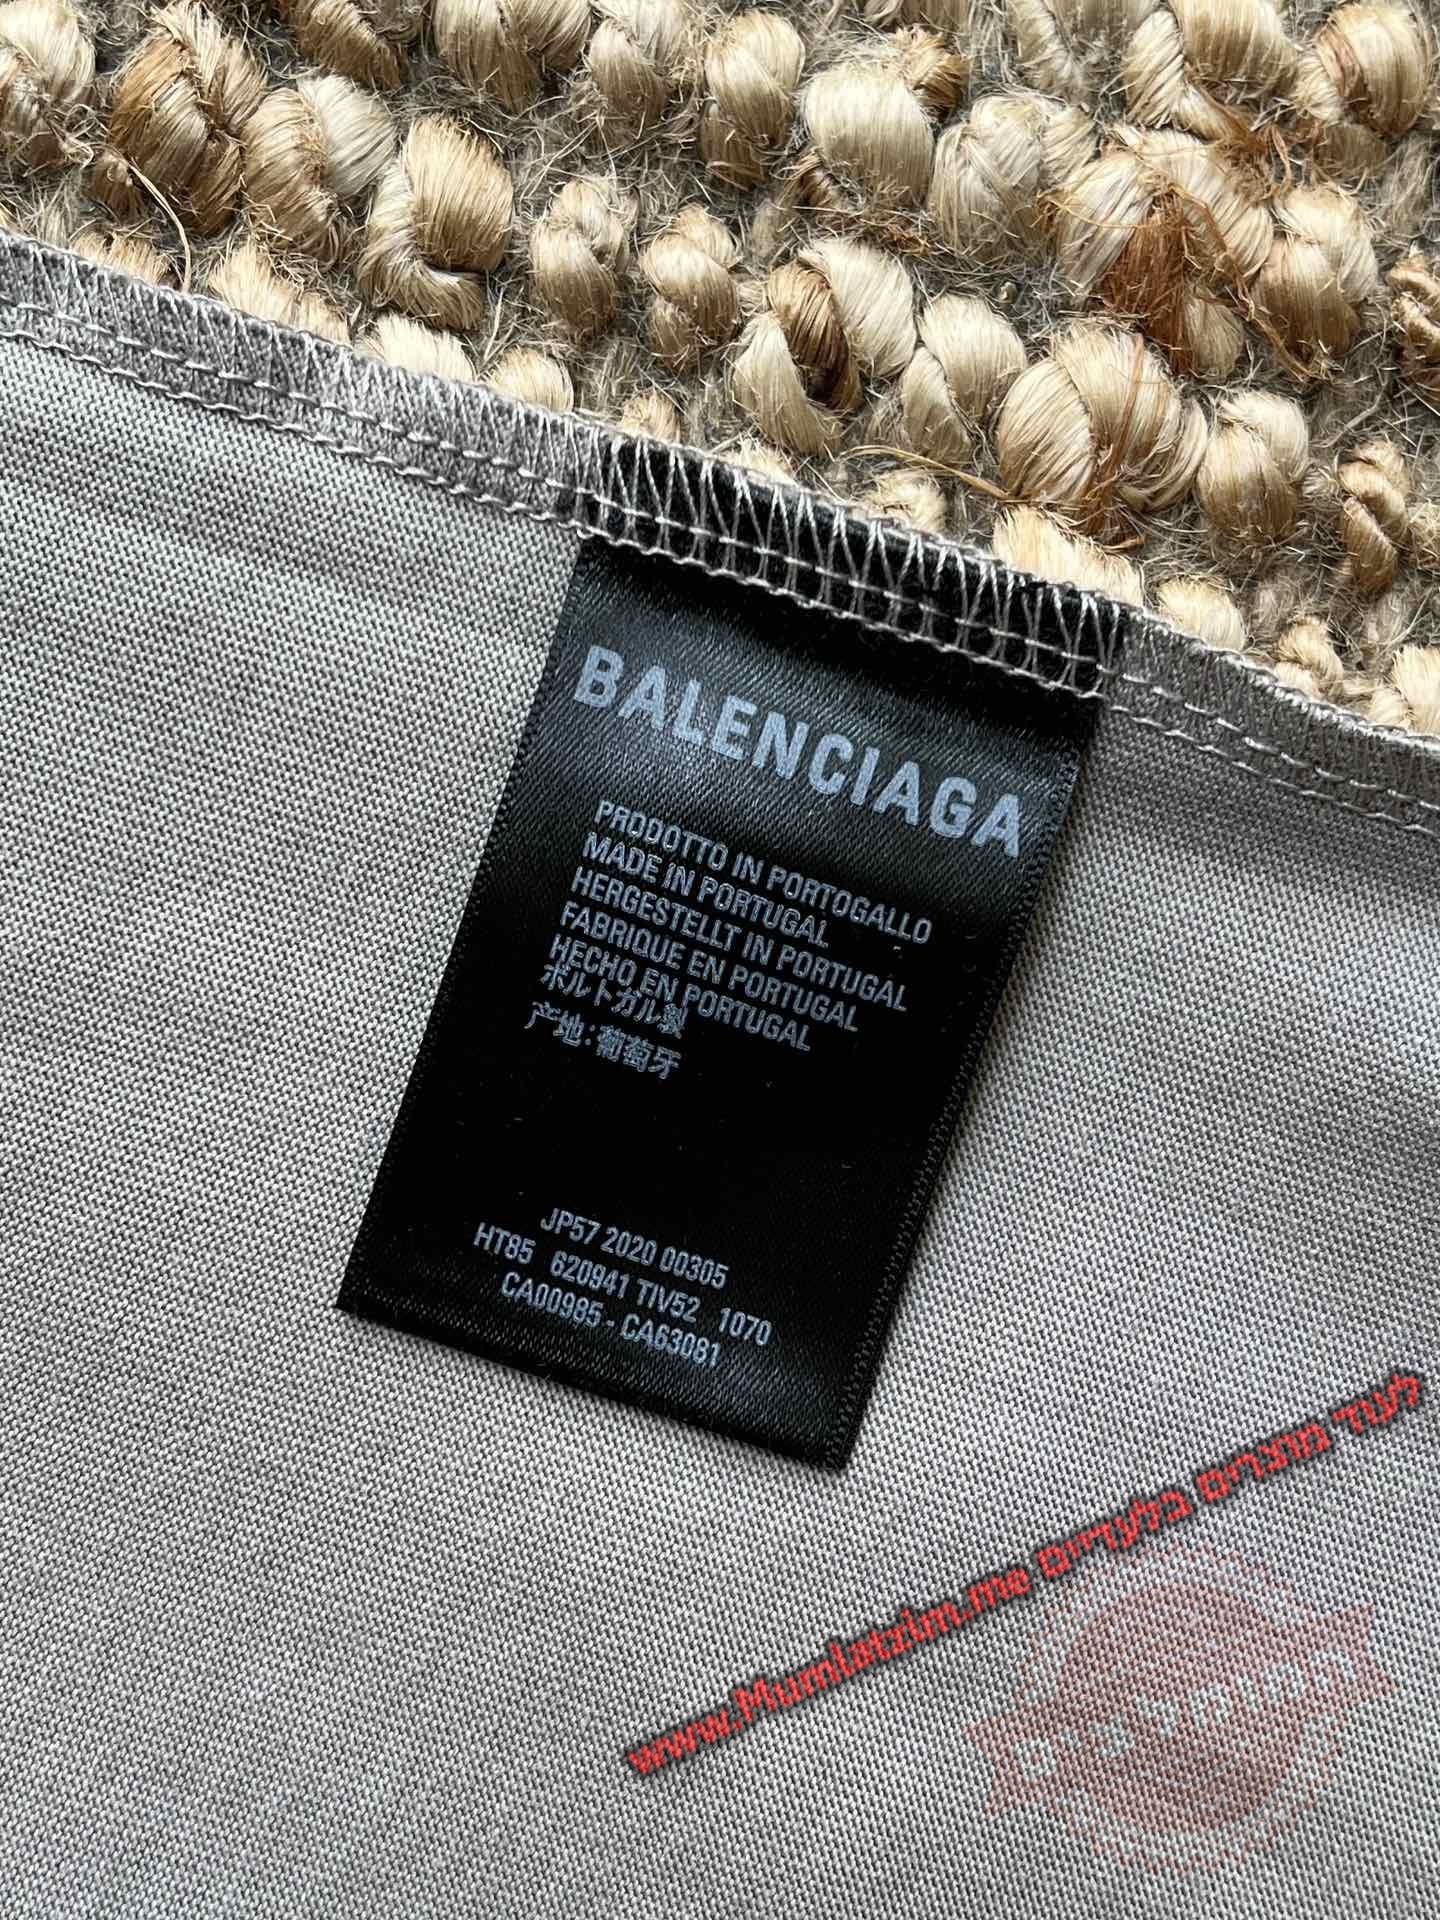 BALENCIAGA
PRODOTTO IN PORTOGALLO
MADE IN PORTUGAL
HERGESTELLT IN PORTUGAL
FABRIQUE EN PORTUGAL
HECHO EN PORTUGAL
ポルトガル製
产地：葡萄牙
JP57 2020 00305
HT85 620941 TIV52 1070
CA00985 - CA63081
לעוד מוצרים בלעדיים www.Mumlatzim.me
המומלצים